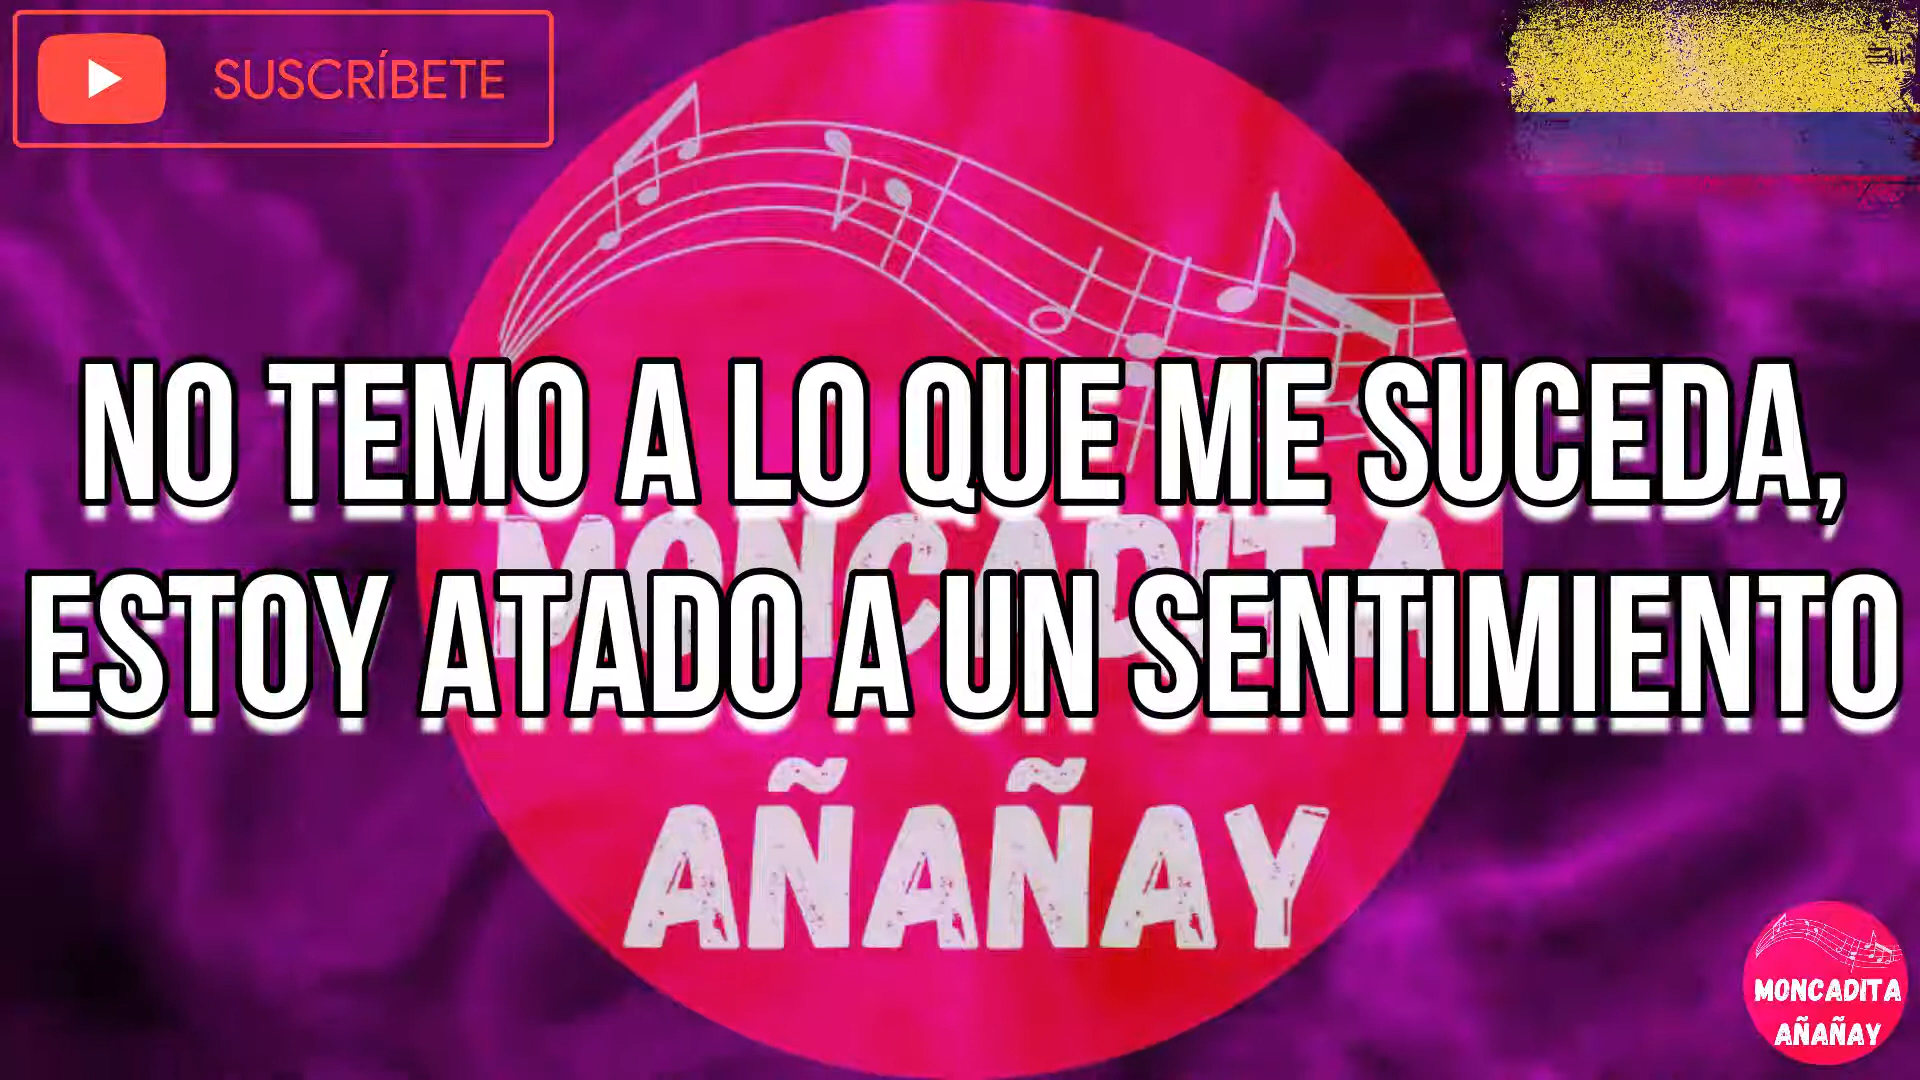 SUSCRÍBETE
NO TEMO A LO QUE ME SUCEDA,
MONCADITA
ESTOY ATADO A UN SENTIMIENTO
AÑAÑAY
MONCADITA
AÑAÑAY